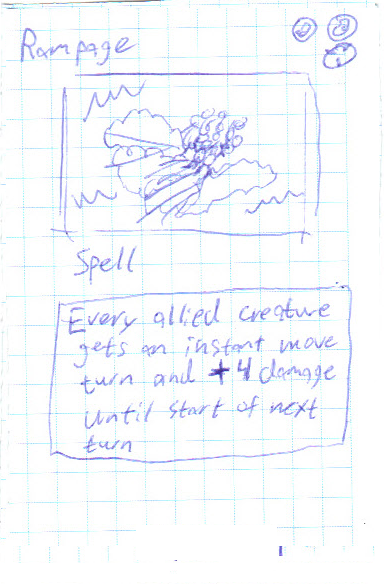 Rampage
Spell
Every allied creature
gets an instant move
turn and +4 damage
Until start of next
turn